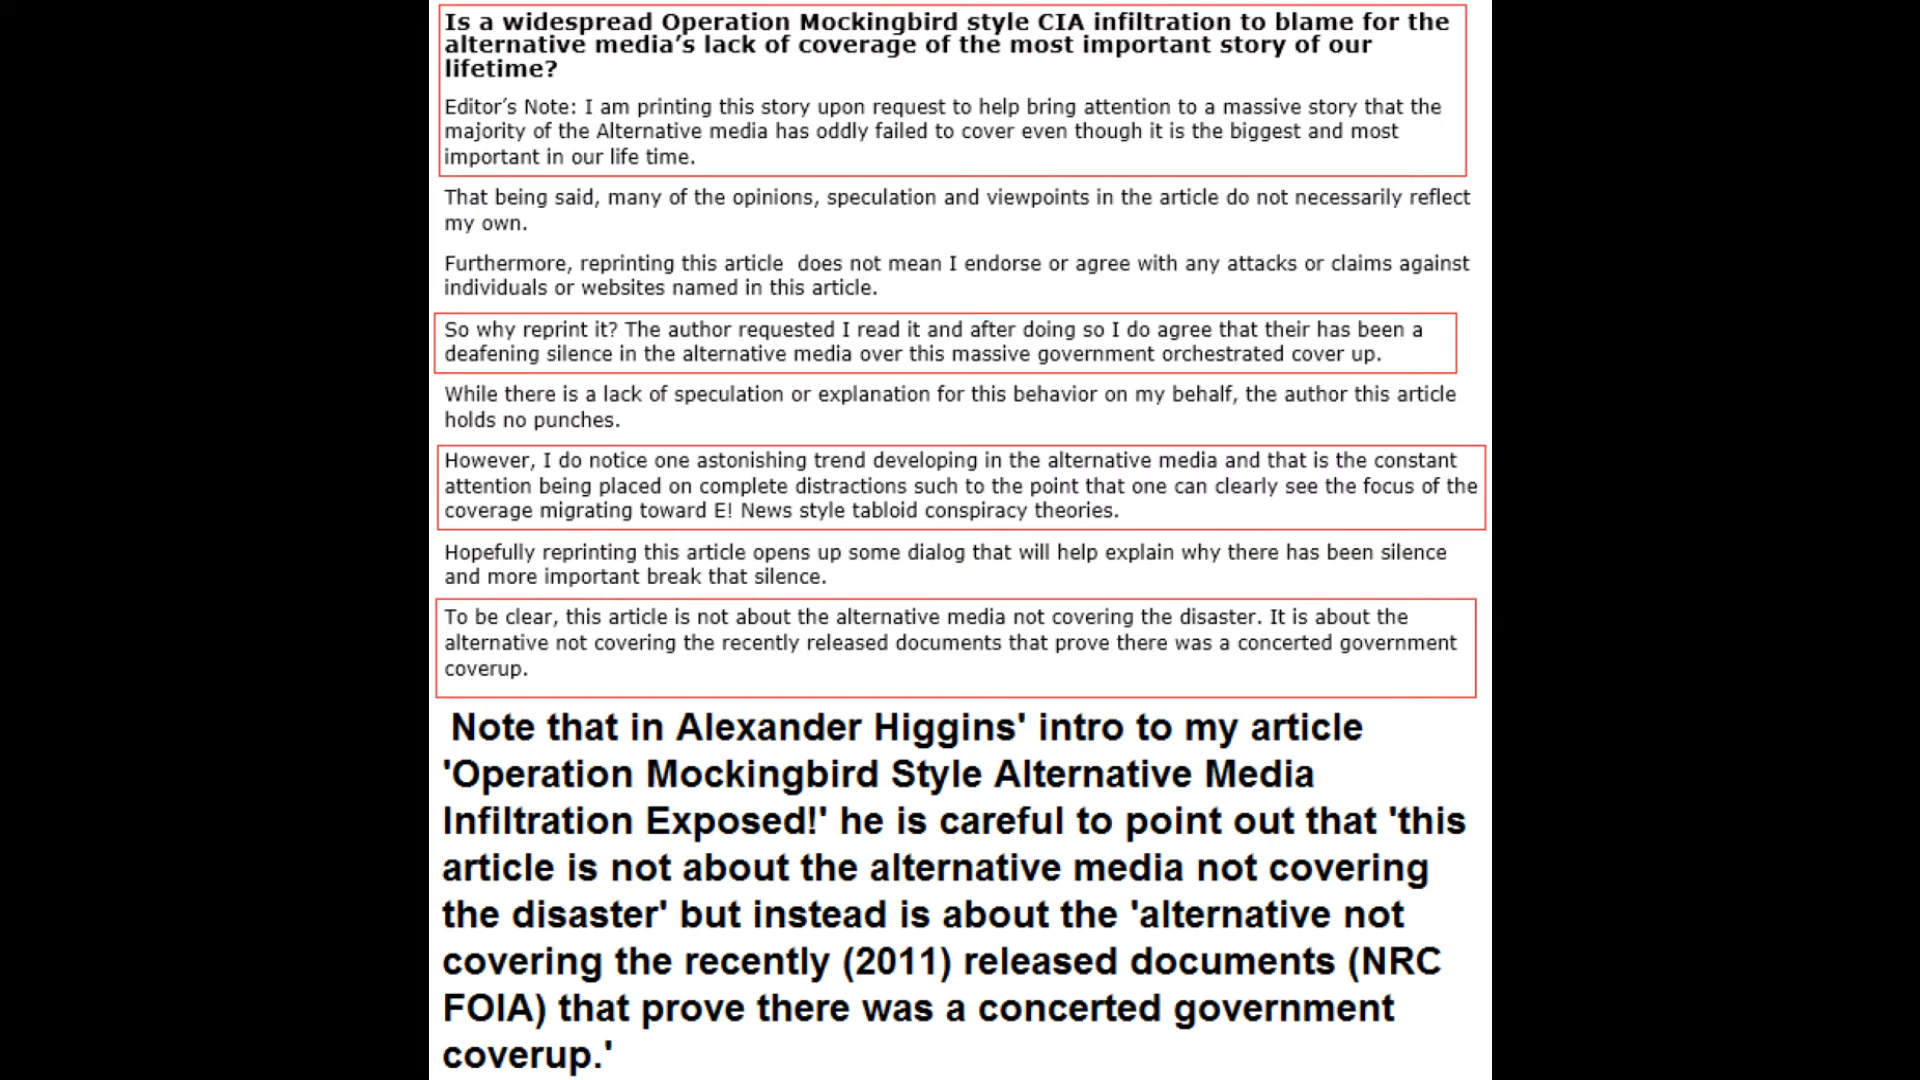 Is a widespread Operation Mockingbird style CIA infiltration to blame for the
alternative media’s lack of coverage of the most important story of our
lifetime?
Editor’s Note: I am printing this story upon request to help bring attention to a massive story that the
majority of the Alternative media has oddly failed to cover even though it is the biggest and most
important in our life time.
That being said, many of the opinions, speculation and viewpoints in the article do not necessarily reflect
my own.
Furthermore, reprinting this article  does not mean I endorse or agree with any attacks or claims against
individuals or websites named in this article.
So why reprint it? The author requested I read it and after doing so I do agree that their has been a
deafening silence in the alternative media over this massive government orchestrated cover up.
While there is a lack of speculation or explanation for this behavior on my behalf, the author this article
holds no punches.
However, I do notice one astonishing trend developing in the alternative media and that is the constant
attention being placed on complete distractions such to the point that one can clearly see the focus of the
coverage migrating toward E! News style tabloid conspiracy theories.
Hopefully reprinting this article opens up some dialog that will help explain why there has been silence
and more important break that silence.
To be clear, this article is not about the alternative media not covering the disaster. It is about the
alternative not covering the recently released documents that prove there was a concerted government
coverup.
Note that in Alexander Higgins' intro to my article
'Operation Mockingbird Style Alternative Media
Infiltration Exposed!' he is careful to point out that 'this
article is not about the alternative media not covering
the disaster' but instead is about the 'alternative not
covering the recently (2011) released documents (NRC
FOIA) that prove there was a concerted government
coverup.'